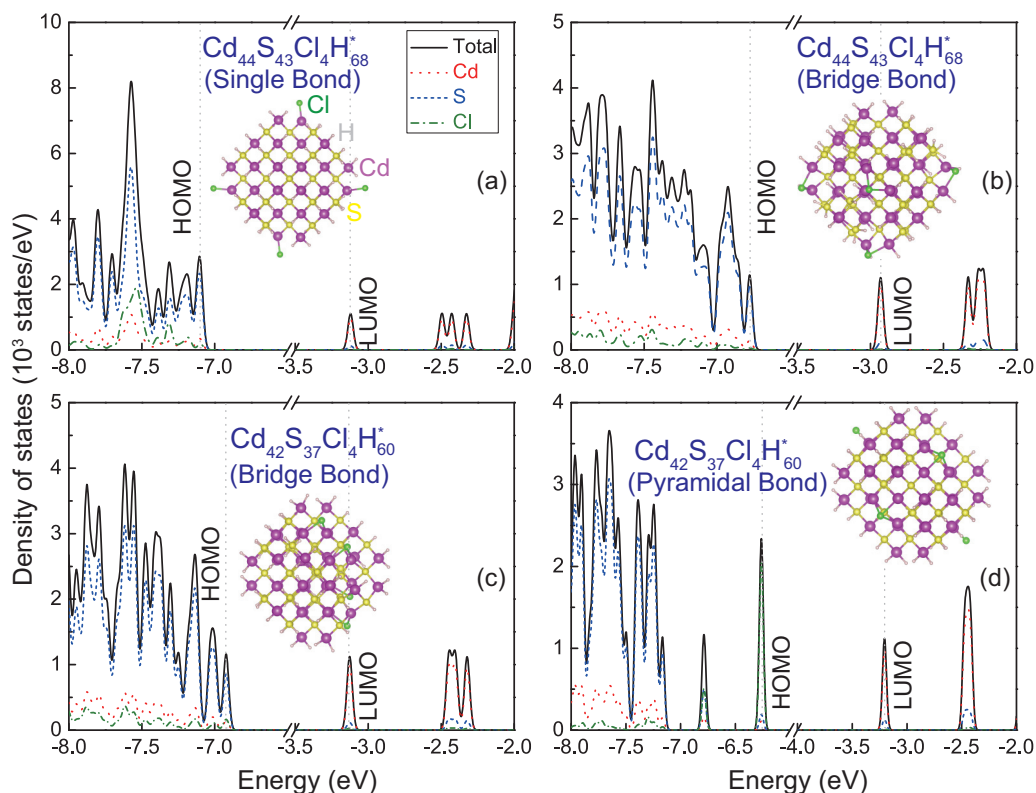 Density of states (10³ states/eV)
Energy (eV)
Energy (eV)
10
8
6
4
2
0
-8.0
-7.5
-7.0
-3.5
-3.0
-2.5
-2.0
Cd₄₄S₄₃Cl₄H*₆₈
(Single Bond)
Total
Cd
S
Cl
Cl
H
Cd
S
HOMO
LUMO
(a)
5
4
3
2
1
0
-8.0
-7.5
-7.0
-3.5
-3.0
-2.5
-2.0
Cd₄₄S₄₃Cl₄H*₆₈
(Bridge Bond)
HOMO
LUMO
(b)
5
4
3
2
1
0
-8.0
-7.5
-7.0
-3.5
-3.0
-2.5
-2.0
Cd₄₂S₃₇Cl₄H*₆₀
(Bridge Bond)
HOMO
LUMO
(c)
4
3
2
1
0
-8.0
-7.5
-7.0
-6.5
-4.0
-3.5
-3.0
-2.5
-2.0
Cd₄₂S₃₇Cl₄H*₆₀
(Pyramidal Bond)
HOMO
LUMO
(d)